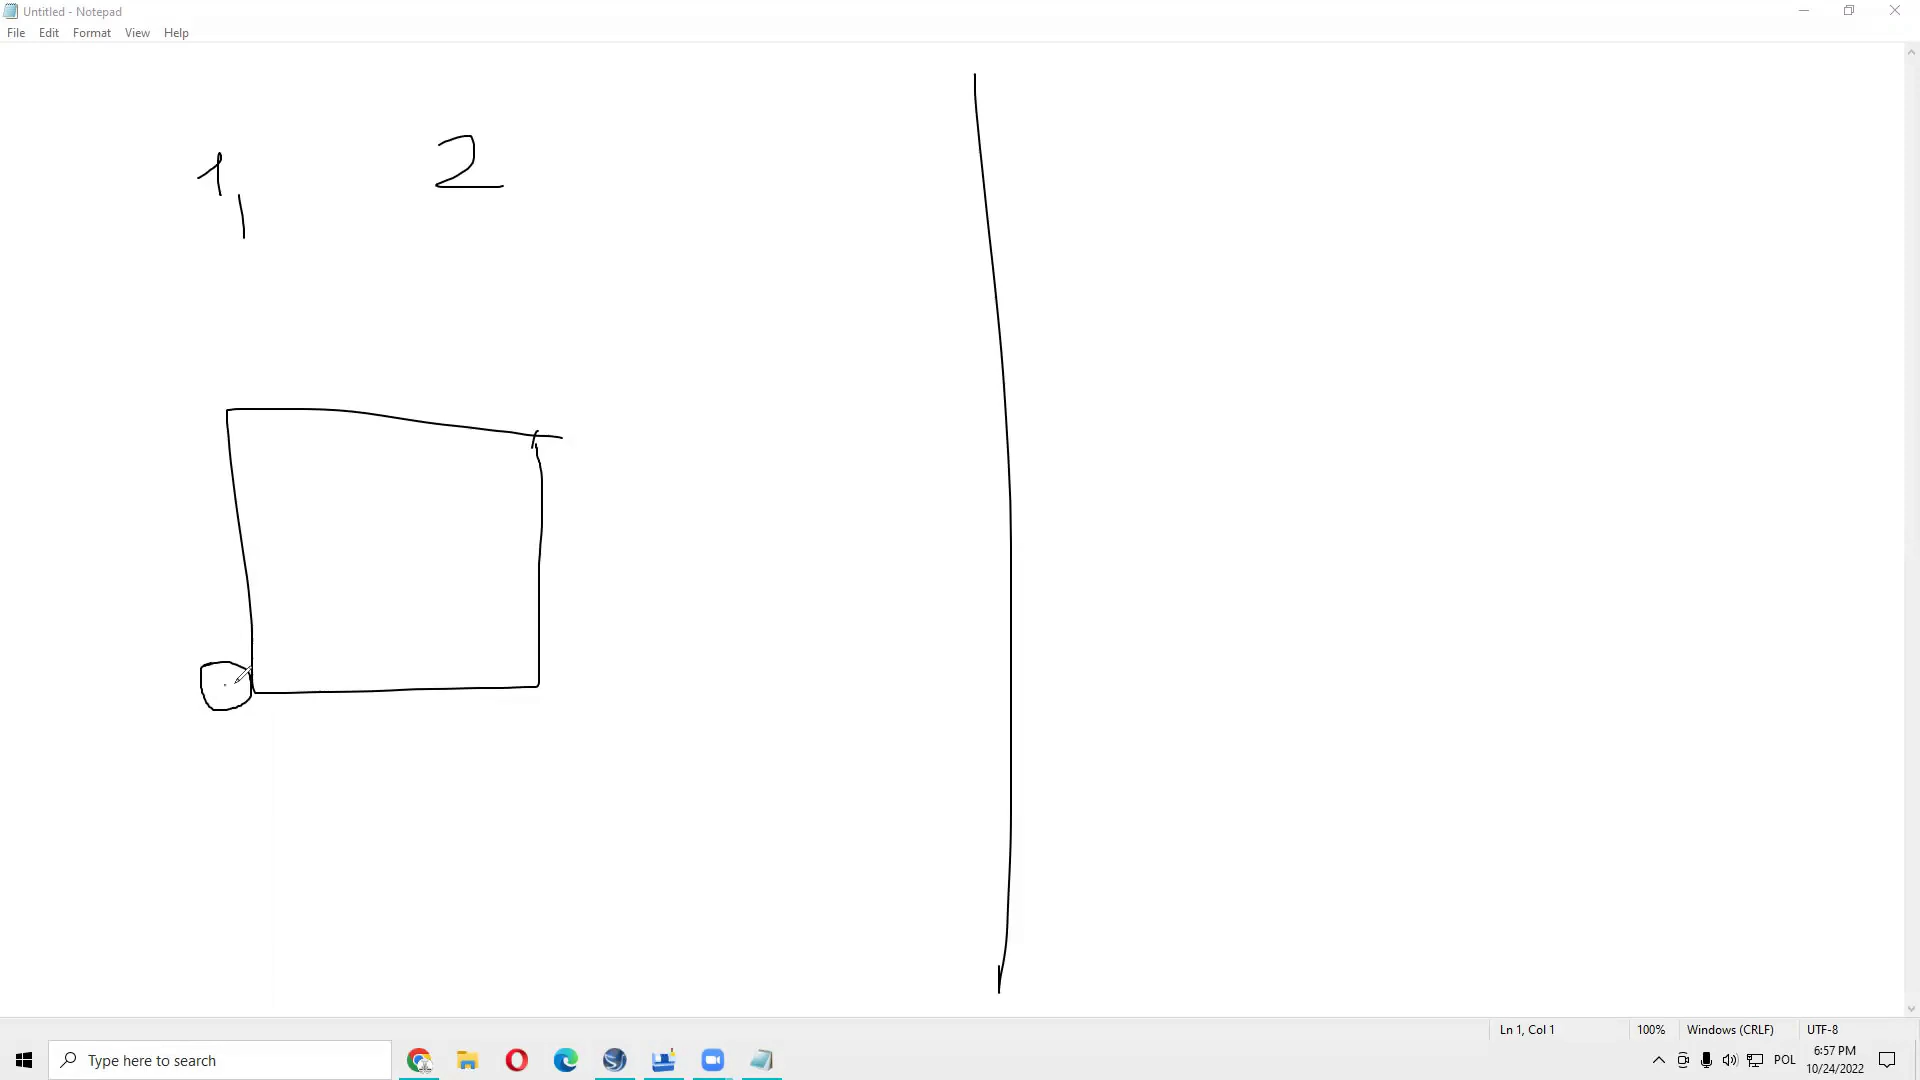 Untitled - Notepad
File Edit Format View Help
1, 2
Ln 1, Col 1 100% Windows (CRLF) UTF-8
Type here to search
POL
6:57 PM
10/24/2022